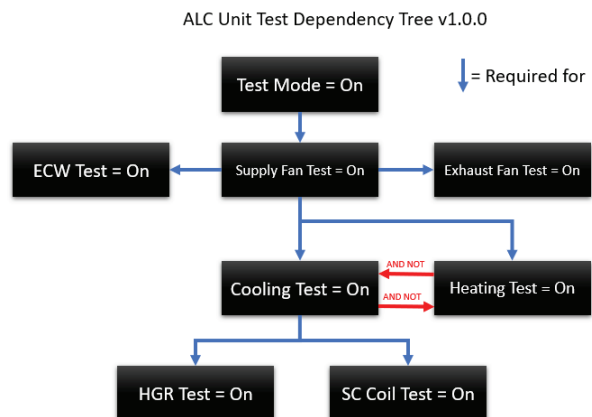 ALC Unit Test Dependency Tree v1.0.0
Test Mode = On
= Required for
ECW Test = On
Supply Fan Test = On
Exhaust Fan Test = On
AND NOT
Cooling Test = On
Heating Test = On
AND NOT
HGR Test = On
SC Coil Test = On